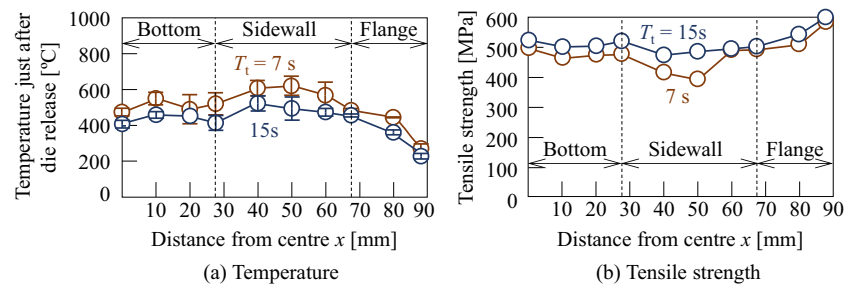 Temperature just after
die release [ºC]
1000
800
600
400
200
0
Bottom
Sidewall
Flange
Tt = 7 s
15s
10 20 30 40 50 60 70 80 90
Distance from centre x [mm]
(a) Temperature
Tensile strength [MPa]
600
500
400
300
200
100
0
Tt = 15s
7 s
Bottom
Sidewall
Flange
10 20 30 40 50 60 70 80 90
Distance from centre x [mm]
(b) Tensile strength